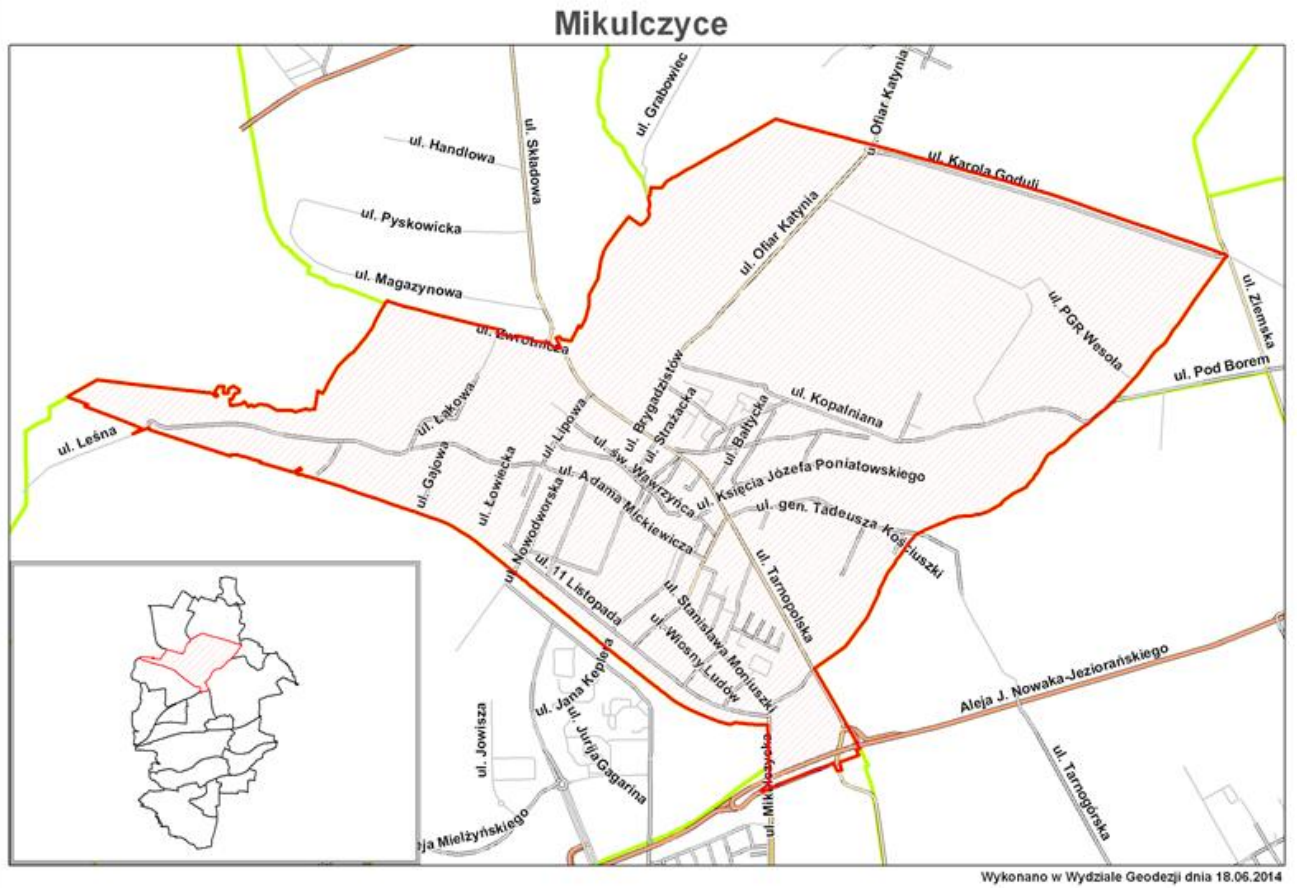 Mikulczyce
ul. Grabowiec
ul. Ofiar Katynia
ul. Składowa
ul. Handlowa
ul. Karola Goduli
ul. Pyskowicka
ul. Ofiar Katynia
ul. Magazynowa
ul. Ziemska
ul. PGR Wesoła
ul. Zwrotnicza
ul. Pod Borem
ul. Łąkowa
ul. Lipowa
ul. Brygadzistów
ul. Strażacka
ul. Bałtycka
ul. Kopalniana
ul. Leśna
ul. Gajowa
ul. Łowiecka
ul. św. Wawrzyńca
ul. Adama Mickiewicza
ul. Księcia Józefa Poniatowskiego
ul. Nowodworska
ul. gen. Tadeusza Kościuszki
ul. 11 Listopada
ul. Tarnopolska
ul. Stanisława Moniuszki
ul. Wiosny Ludów
ul. Jana Keplera
Aleja J. Nowaka-Jeziorańskiego
ul. Jowisza
ul. Jurija Gagarina
ul. Mikulczycka
ul. Tarnogórska
ja Mielżyńskiego
Wykonano w Wydziale Geodezji dnia 18.06.2014